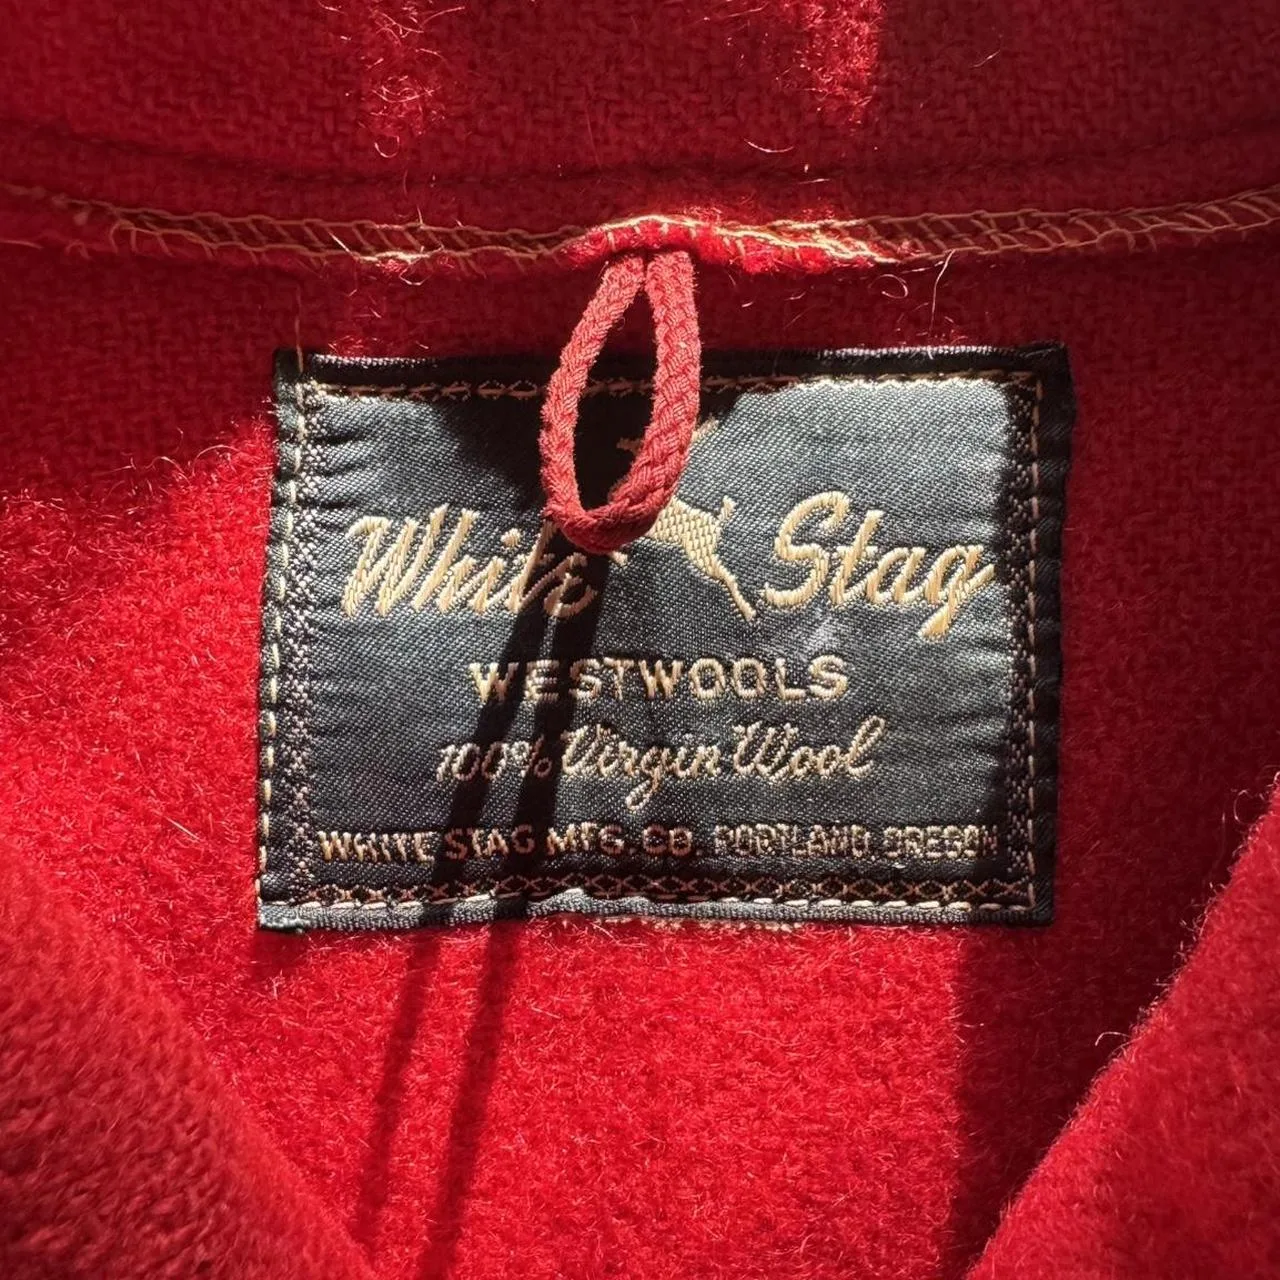 White Stag
WESTWOOLS
100% Virgin Wool
WHITE STAG MFG. CO. PORTLAND, OREGON